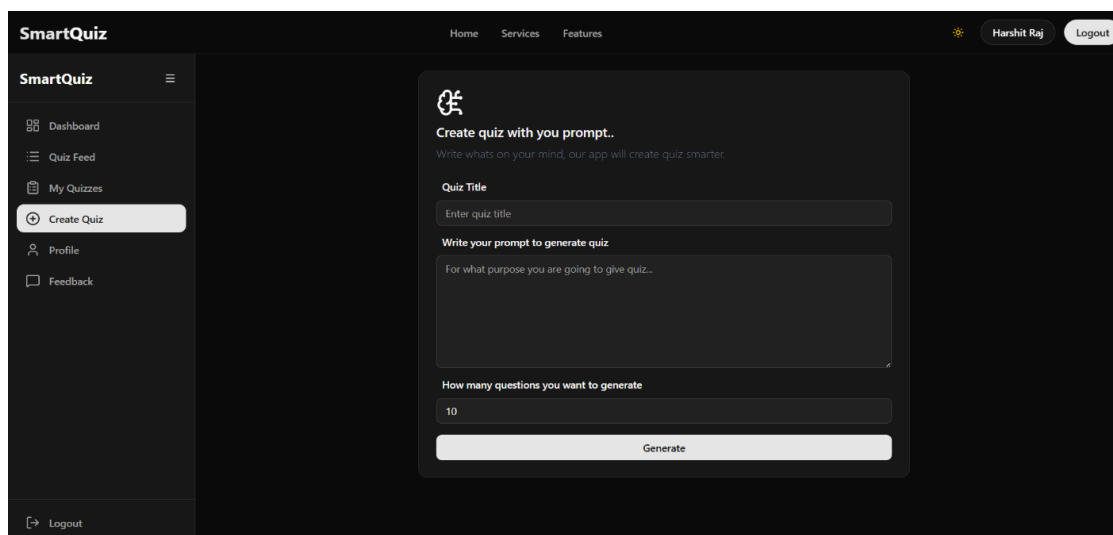 SmartQuiz
Home Services Features
Harshit Raj
Logout
SmartQuiz
Dashboard
Quiz Feed
My Quizzes
Create Quiz
Profile
Feedback
Logout
Create quiz with you prompt..
Write whats on your mind, our app will create quiz smarter.
Quiz Title
Enter quiz title
Write your prompt to generate quiz
For what purpose you are going to give quiz...
How many questions you want to generate
10
Generate